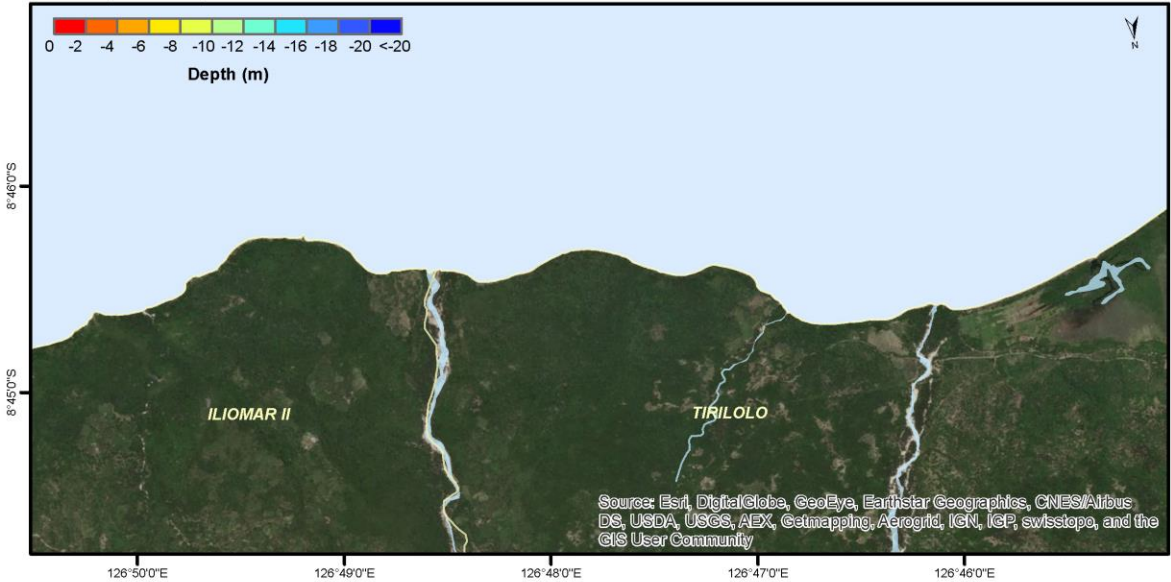 0 -2 -4 -6 -8 -10 -12 -14 -16 -18 -20 <-20
Depth (m)
N
8°46'0"S
8°45'0"S
ILIOMAR II
TIRILOLO
Source: Esri, DigitalGlobe, GeoEye, Earthstar Geographics, CNES/Airbus
DS, USDA, USGS, AEX, Getmapping, Aerogrid, IGN, IGP, swisstopo, and the
GIS User Community
126°50'0"E 126°49'0"E 126°48'0"E 126°47'0"E 126°46'0"E